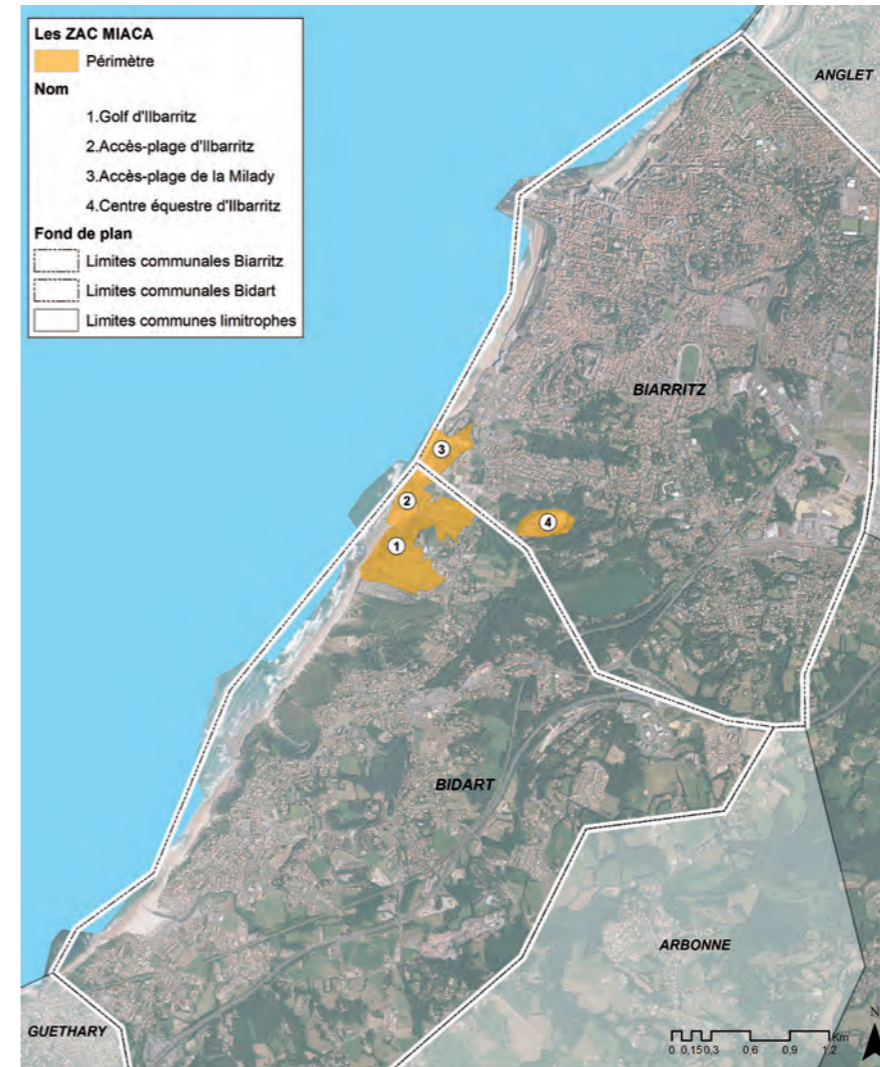 Les ZAC MIACA
Périmètre
Nom
1.Golf d'Ilbarritz
2.Accès-plage d'Ilbarritz
3.Accès-plage de la Milady
4.Centre équestre d'Ilbarritz
Fond de plan
Limites communales Biarritz
Limites communales Bidart
Limites communes limitrophes
ANGLET
BIARRITZ
3
2
4
1
BIDART
ARBONNE
GUETHARY
N
Km
0 0,15 0,3 0,6 0,9 1,2